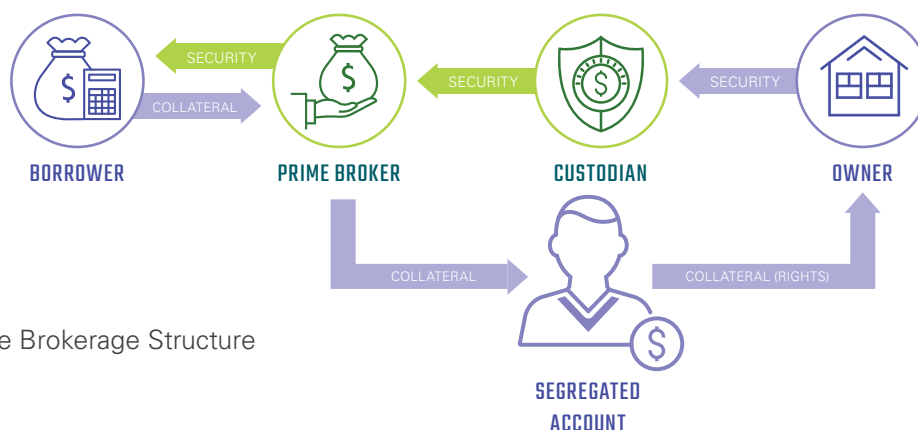 SECURITY
SECURITY
SECURITY
COLLATERAL
BORROWER
PRIME BROKER
CUSTODIAN
OWNER
COLLATERAL
COLLATERAL (RIGHTS)
e Brokerage Structure
SEGREGATED
ACCOUNT